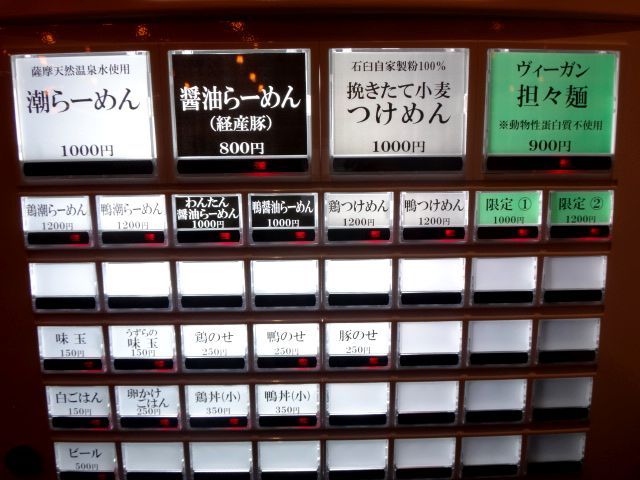 薩摩天然温泉水使用
潮らーめん
1000円
醤油らーめん
(経産豚)
800円
石臼自家製粉100%
挽きたて小麦
つけめん
1000円
ヴィーガン
担々麺
※動物性蛋白質不使用
900円
鶏潮らーめん
1200円
鴨潮らーめん
1200円
わんたん
醤油らーめん
1000円
鴨醤油らーめん
1000円
鶏つけめん
1200円
鴨つけめん
1200円
限定 ①
1000円
限定 ②
1200円
味 玉
150円
うずらの
味 玉
150円
鶏のせ
250円
鴨のせ
250円
豚のせ
250円
白ごはん
150円
卵かけ
ごはん
250円
鶏丼(小)
350円
鴨丼(小)
350円
ビール
500円